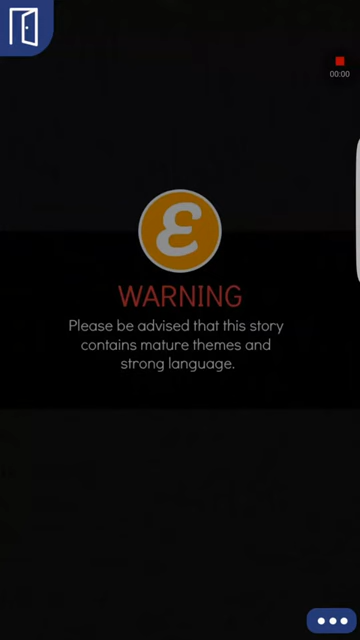 00:00
ε
WARNING
Please be advised that this story
contains mature themes and
strong language.